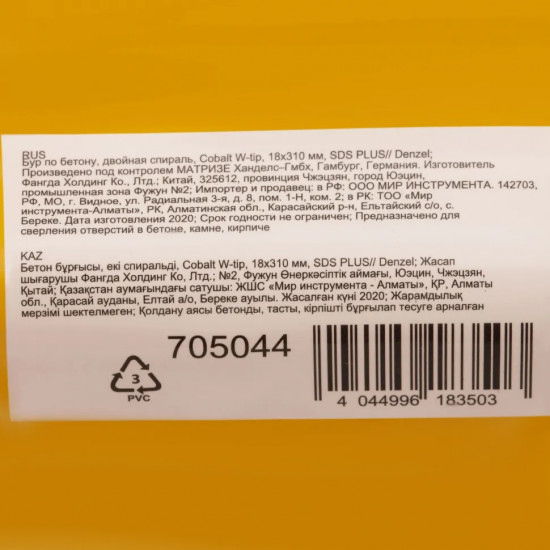 RUS
Бур по бетону, двойная спираль, Cobalt W-tip, 18x310 мм, SDS PLUS// Denzel;
Произведено под контролем МАТРИЗЕ Ханделс–Гмбх, Гамбург, Германия. Изготовитель
Фангда Холдинг Ко., Лтд.; Китай, 325612, провинция Чжэцзян, город Юэцин,
промышленная зона Фужун №2; Импортер и продавец: в РФ: ООО МИР ИНСТРУМЕНТА. 142703,
РФ, МО, г. Видное, ул. Радиальная 3-я, д. 8, пом. 1-Н, ком. 2; в РК: ТОО «Мир
инструмента-Алматы», РК, Алматинская область, Карасайский р-н, Ельтайский с/о, с.
Береке. Дата изготовления 2020; Срок годности не ограничен; Предназначено для
сверления отверстий в бетоне, камне, кирпиче
KAZ
Бетон бұрғысы, екі спиральді, Cobalt W-tip, 18x310 мм, SDS PLUS// Denzel; Жасап
шығарушы Фангда Холдинг Ко, Лтд.; №2, Фужун Өнеркәсіптік аймағы, Юэцин, Чжэцзян,
Қытай; Қазақстан аумағындағы сатушы: ЖШС «Мир инструмента - Алматы», ҚР, Алматы
обл., Қарасай ауданы, Елтай а/о, Береке ауылы. Жасалған күні 2020; Жарамдылық
мерзімі шектелмеген; Қолдану аясы бетонды, тасты, кірпішті бұрғылап тесуге арналған
705044
3
PVC
4 044996 183503